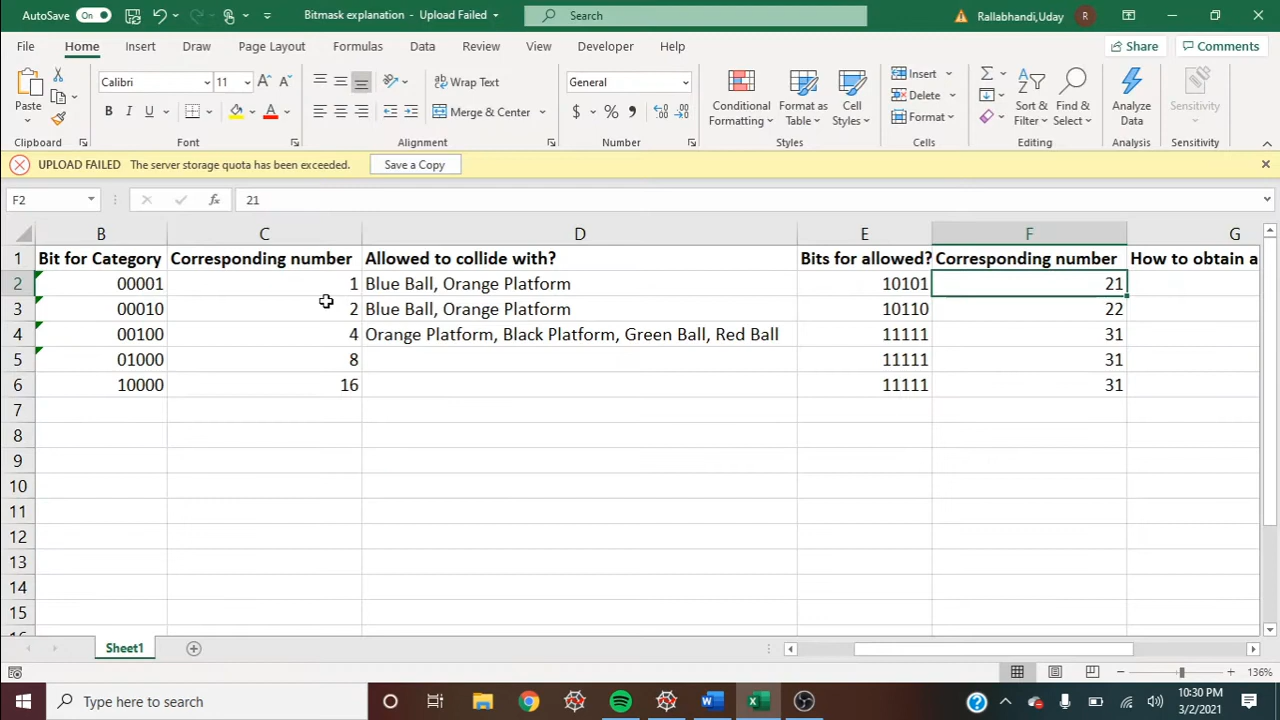 AutoSave On Bitmask explanation - Upload Failed Search Rallabhandi,Uday R
File Home Insert Draw Page Layout Formulas Data Review View Developer Help Share Comments
Paste Calibri 11 A A Wrap Text General Conditional Formatting Format as Table Cell Styles Insert Sort & Filter Find & Select Analyze Data Sensitivity
B I U A Merge & Center $ % Delete
Format
Clipboard Font Alignment Number Styles Cells Editing Analysis Sensitivity
UPLOAD FAILED The server storage quota has been exceeded. Save a Copy
F2 fx 21
B C D E F G
1 Bit for Category Corresponding number Allowed to collide with? Bits for allowed? Corresponding number How to obtain a
2 00001 1 Blue Ball, Orange Platform 10101 21
3 00010 2 Blue Ball, Orange Platform 10110 22
4 00100 4 Orange Platform, Black Platform, Green Ball, Red Ball 11111 31
5 01000 8 11111 31
6 10000 16 11111 31
7
8
9
10
11
12
13
14
15
Sheet1
136%
Type here to search 10:30 PM
3/2/2021